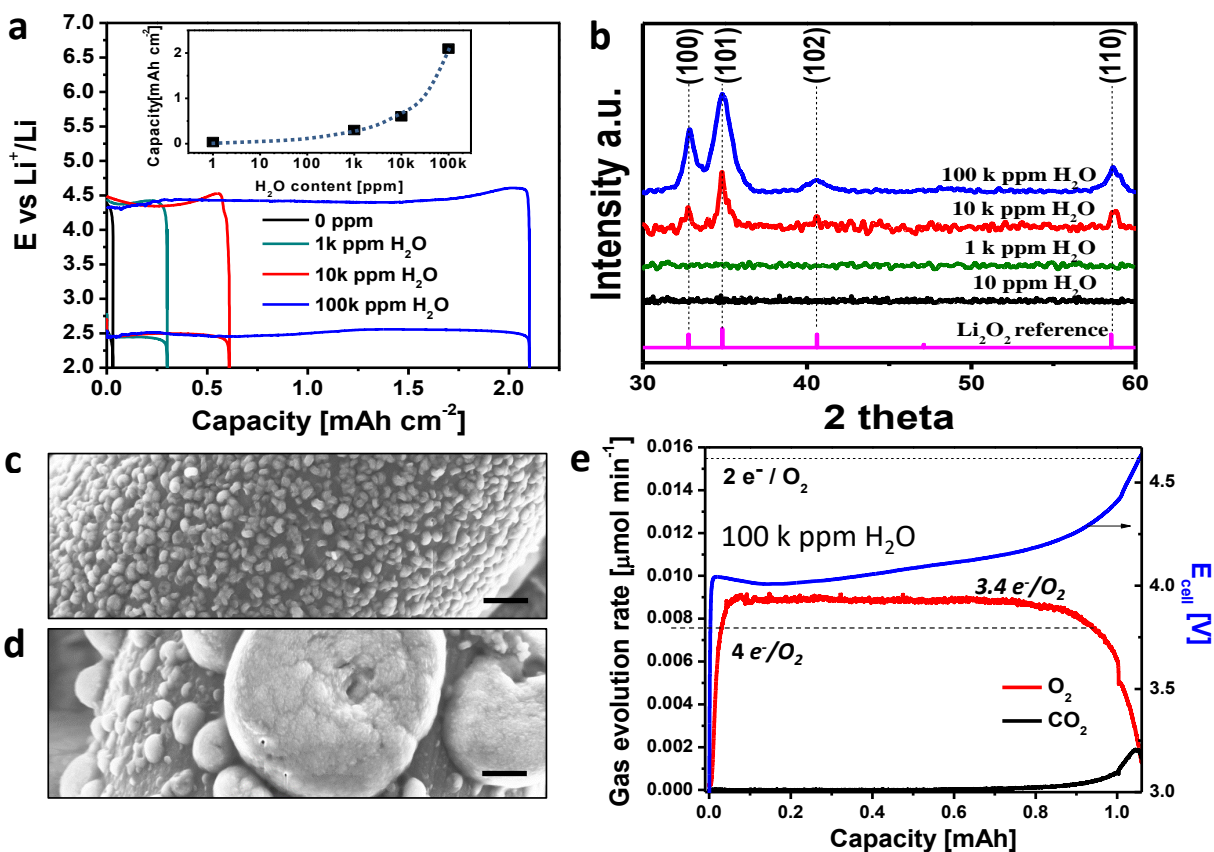 a
E vs Li⁺/Li
7.0
6.5
6.0
5.5
5.0
4.5
4.0
3.5
3.0
2.5
2.0
0.0 0.5 1.0 1.5 2.0
Capacity [mAh cm⁻²]
Capacity[mAh cm⁻²]
2
1
0
1 10 100 1k 10k 100k
H₂O content [ppm]
0 ppm
1k ppm H₂O
10k ppm H₂O
100k ppm H₂O
b
Intensity a.u.
(100) (101) (102) (110)
100 k ppm H₂O
10 k ppm H₂O
1 k ppm H₂O
10 ppm H₂O
Li₂O₂ reference
30 40 50 60
2 theta
c
d
e
Gas evolution rate [μmol min⁻¹]
0.016
0.014
0.012
0.010
0.008
0.006
0.004
0.002
0.000
2 e⁻ / O₂
100 k ppm H₂O
3.4 e⁻/O₂
4 e⁻/O₂
O₂
CO₂
4.5
4.0
3.5
3.0
E_cell [V]
0.0 0.2 0.4 0.6 0.8 1.0
Capacity [mAh]